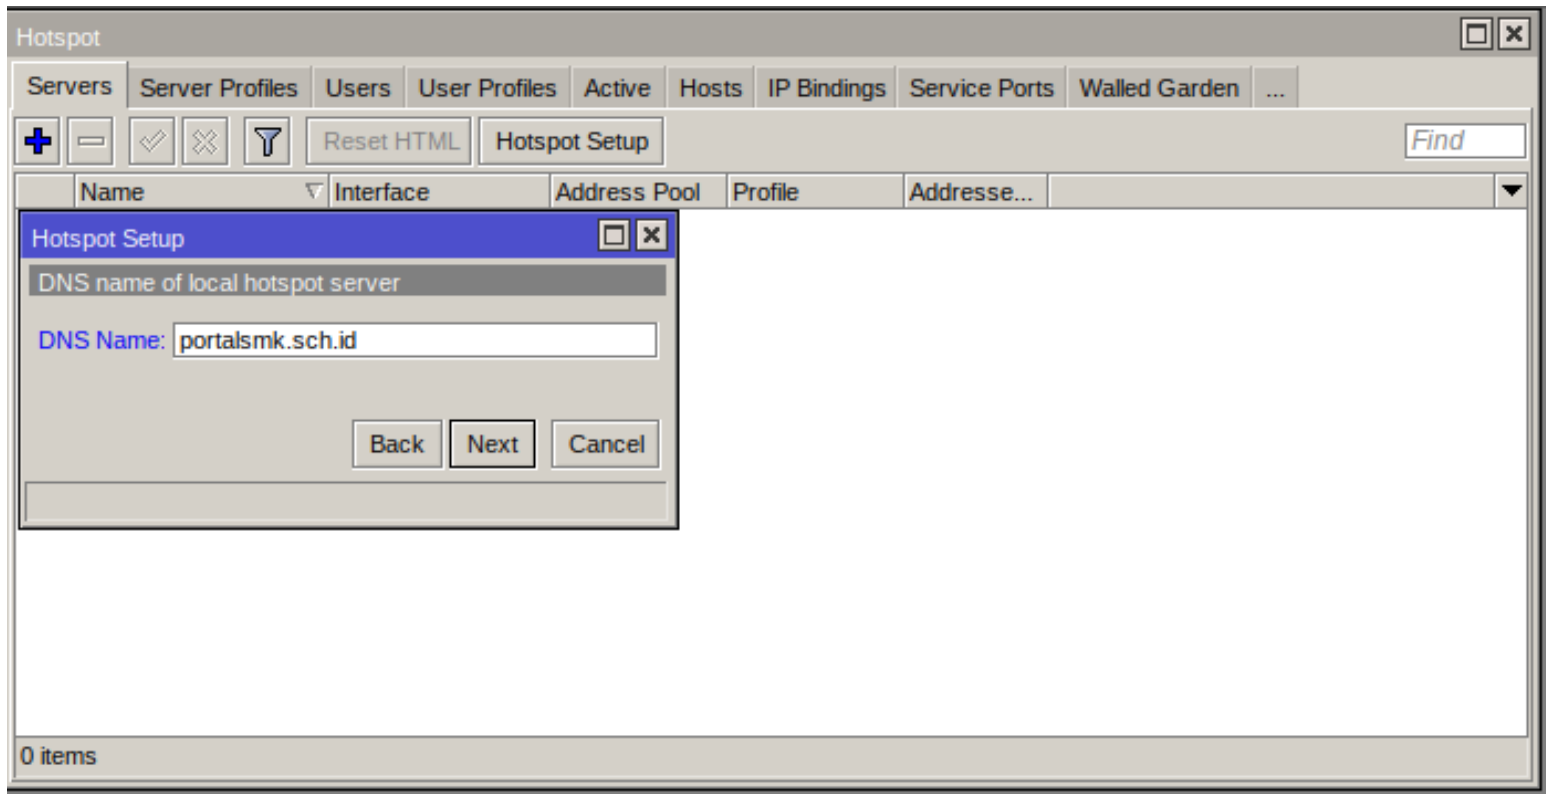 Hotspot
Servers Server Profiles Users User Profiles Active Hosts IP Bindings Service Ports Walled Garden ...
Reset HTML Hotspot Setup Find
Name Interface Address Pool Profile Addresse...
Hotspot Setup
DNS name of local hotspot server
DNS Name: portalsmk.sch.id
Back Next Cancel
0 items